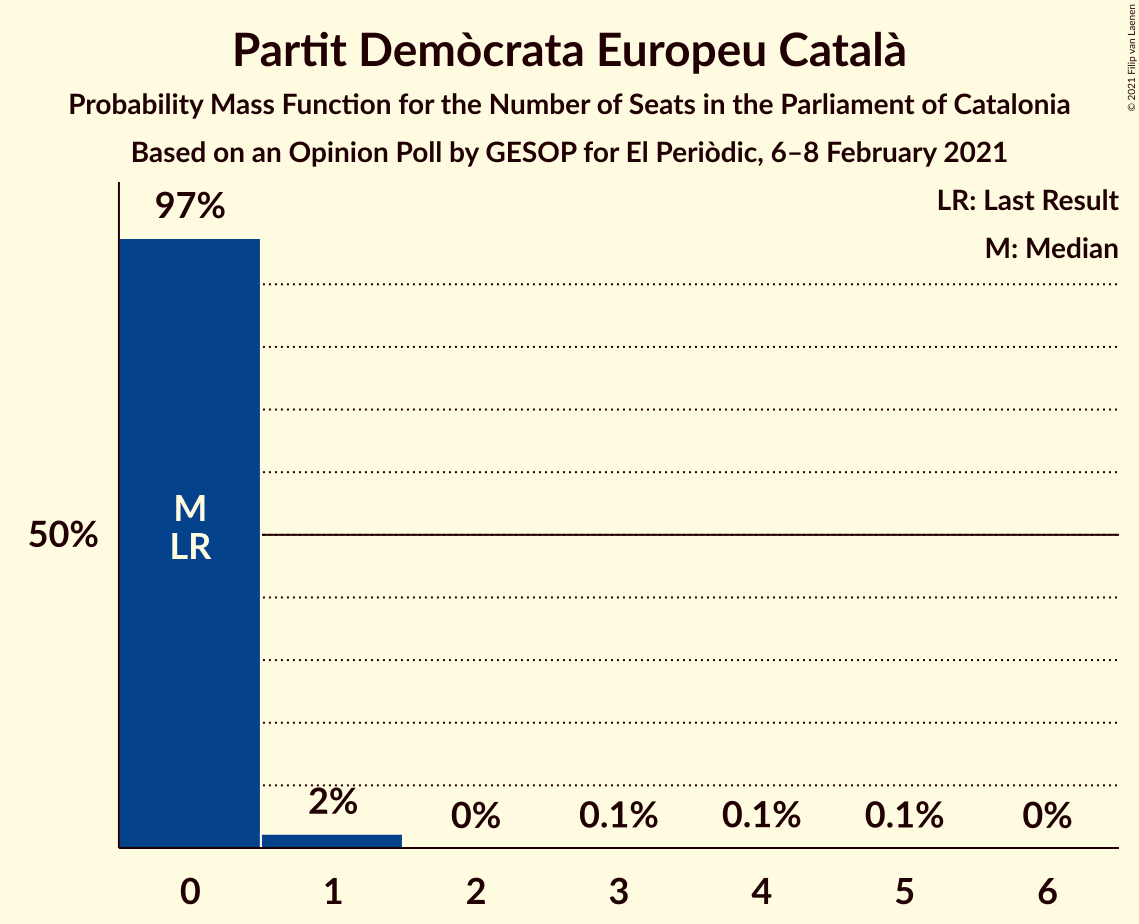 Partit Demòcrata Europeu Català
Probability Mass Function for the Number of Seats in the Parliament of Catalonia
Based on an Opinion Poll by GESOP for El Periòdic, 6–8 February 2021
© 2021 Filip van Laenen
LR: Last Result
M: Median
97%
M
LR
50%
2%
0%
0.1%
0.1%
0.1%
0%
0 1 2 3 4 5 6